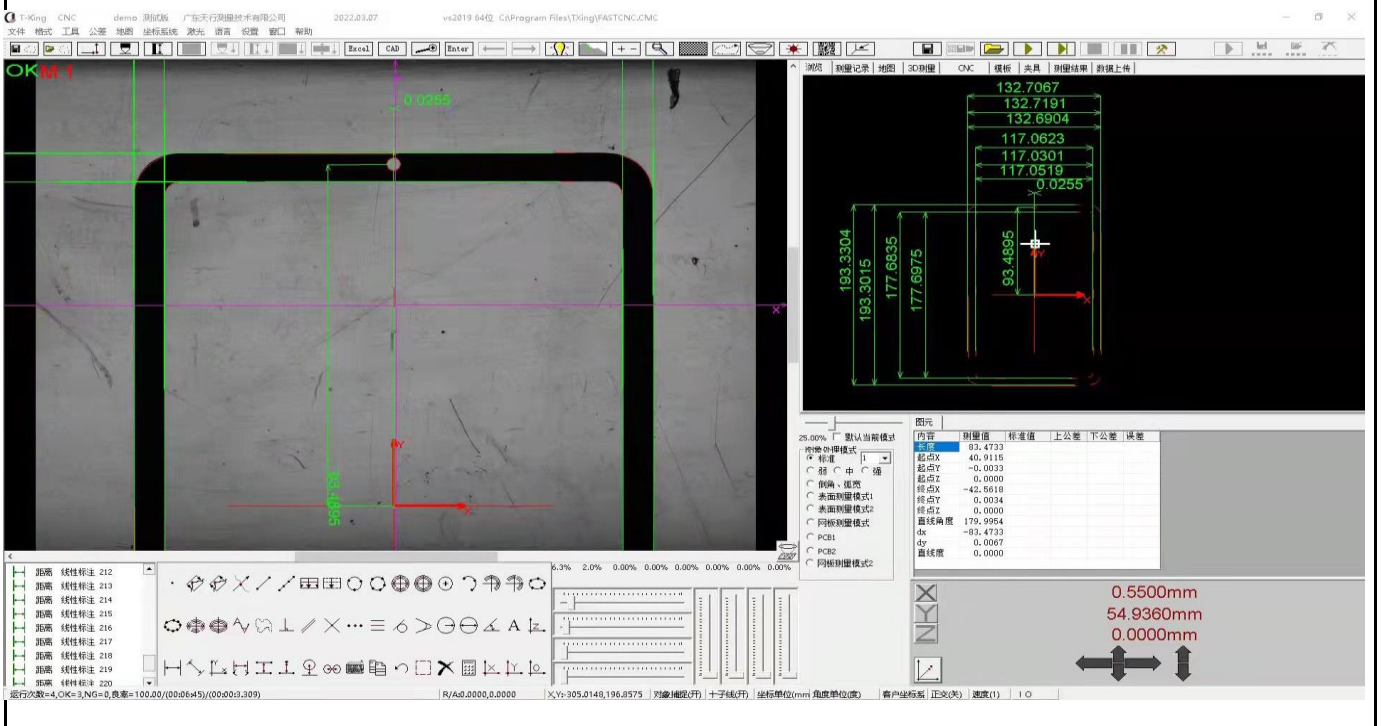 T-King CNC demo 测试版 广东天行测量技术有限公司 2022.03.07 vs2019 64位 C:\Program Files\TXing\FASTCNC.CMC
文件 格式 工具 公差 地图 坐标系统 激光 语言 设置 窗口 帮助
Excel CAD Enter
OK M:1
浏览 测量记录 地图 3D测量 CNC 模板 夹具 测量结果 数据上传
0.0255
X
Y
X
93.4895
132.7067
132.7191
132.6904
117.0623
117.0301
117.0519
0.0255
193.3304
193.3015
177.6835
177.6975
93.4895
Y
X
25.00% 默认当前模式
图像处理模式
标准 1
弱 中 强
倒角、弧宽
表面测量模式1
表面测量模式2
网板测量模式
PCB1
PCB2
网板测量模式2
图元
内容 测量值 标准值 上公差 下公差 误差
长度 83.4733
起点X 40.9115
起点Y -0.0033
起点Z 0.0000
终点X -42.5618
终点Y 0.0034
终点Z 0.0000
直线角度 179.9954
dx -83.4733
dy 0.0067
直线度 0.0000
距离 线性标注 212
距离 线性标注 213
距离 线性标注 214
距离 线性标注 215
距离 线性标注 216
距离 线性标注 217
距离 线性标注 218
距离 线性标注 219
距离 线性标注 220
6.3% 2.0% 0.00% 0.00% 0.00% 0.00% 0.00% 0.00%
X 0.5500mm
Y 54.9360mm
Z 0.0000mm
运行次数=4,OK=3,NG=0,良率=100.00/(00:06:45)/(00:00:3.309) R/A:0.0000,0.0000 X,Y:-305.0148,196.8575 对象捕捉(开) 十字线(开) 坐标单位(mm 角度单位(度) 客户坐标系 正交(关) 速度(1) I O